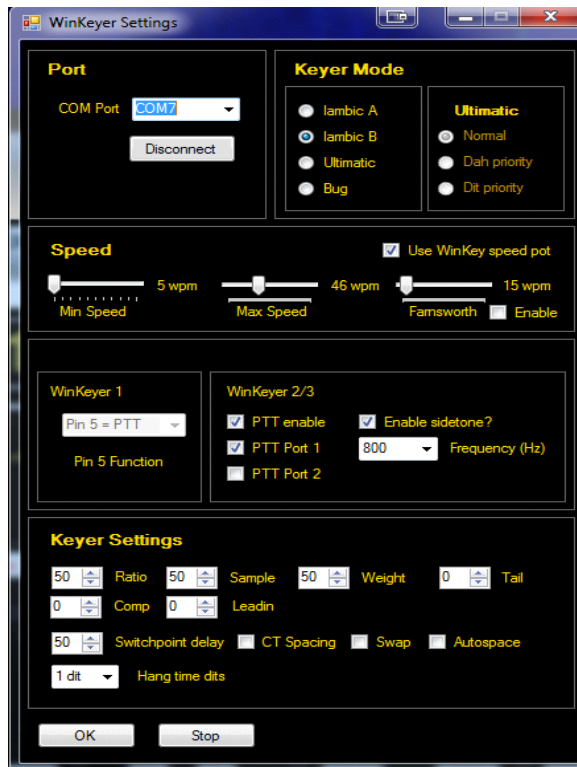 WinKeyer Settings
Port
COM Port COM7
Disconnect
Keyer Mode
Iambic A
Iambic B
Ultimatic
Bug
Ultimatic
Normal
Dah priority
Dit priority
Speed
Use WinKey speed pot
5 wpm 46 wpm 15 wpm
Min Speed Max Speed Farnsworth Enable
WinKeyer 1
Pin 5 = PTT
Pin 5 Function
WinKeyer 2/3
PTT enable Enable sidetone?
PTT Port 1 800 Frequency (Hz)
PTT Port 2
Keyer Settings
50 Ratio 50 Sample 50 Weight 0 Tail
0 Comp 0 Leadin
50 Switchpoint delay CT Spacing Swap Autospace
1 dit Hang time dits
OK Stop